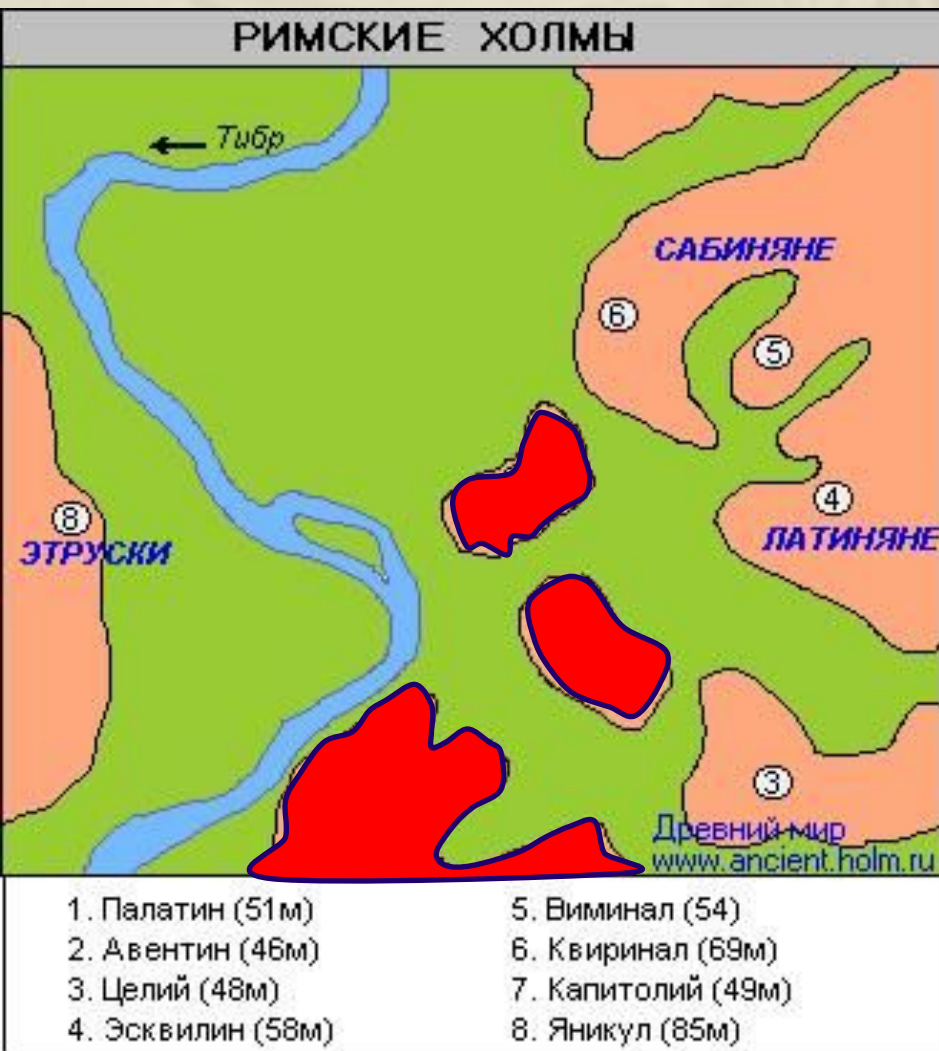 РИМСКИЕ ХОЛМЫ
Тибр
САБИНЯНЕ
6
5
4
8
ЛАТИНЯНЕ
ЭТРУСКИ
3
Древний мир
www.ancient.holm.ru
1. Палатин (51м)
2. Авентин (46м)
3. Целий (48м)
4. Эсквилин (58м)
5. Виминал (54)
6. Квиринал (69м)
7. Капитолий (49м)
8. Яникул (85м)